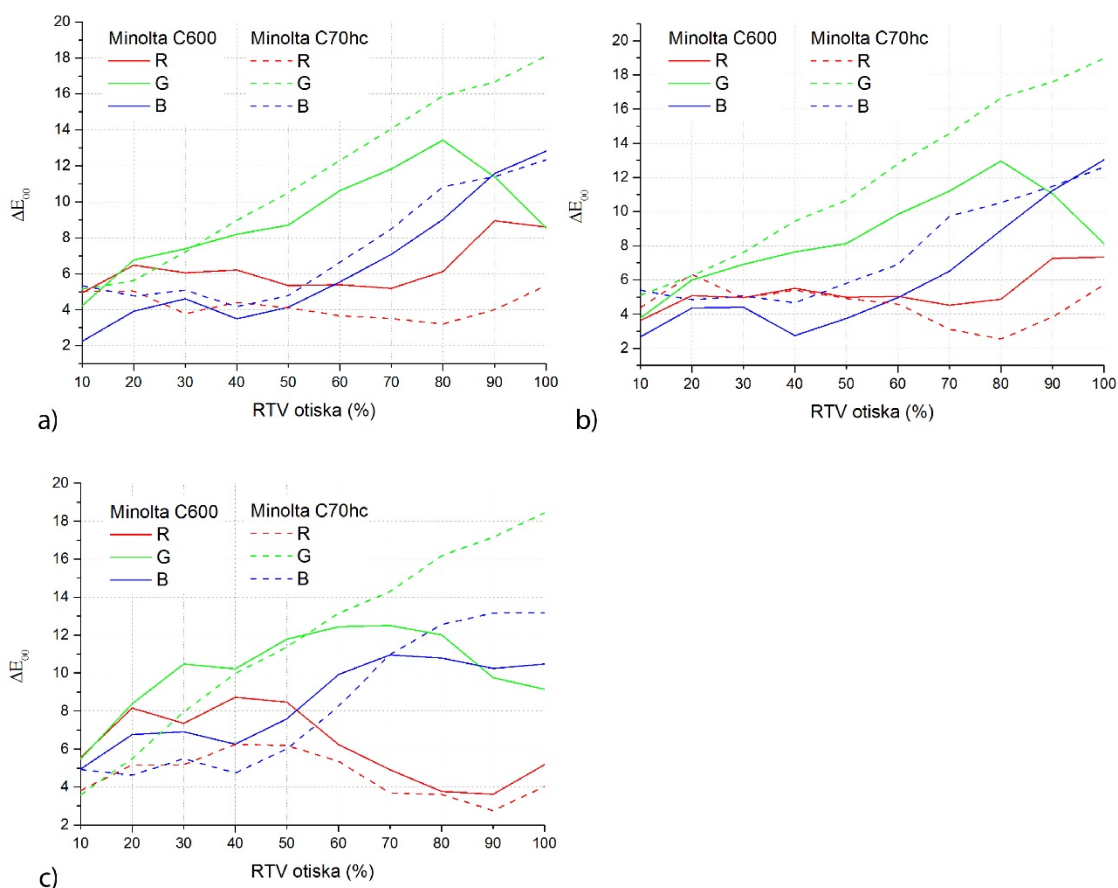 20
18
16
14
12
10
8
6
4
2
ΔE00
Minolta C600 Minolta C70hc
R R
G G
B B
10 20 30 40 50 60 70 80 90 100
RTV otiska (%)
a)
20
18
16
14
12
10
8
6
4
2
ΔE00
Minolta C600 Minolta C70hc
R R
G G
B B
10 20 30 40 50 60 70 80 90 100
RTV otiska (%)
b)
20
18
16
14
12
10
8
6
4
2
ΔE00
Minolta C600 Minolta C70hc
R R
G G
B B
10 20 30 40 50 60 70 80 90 100
RTV otiska (%)
c)